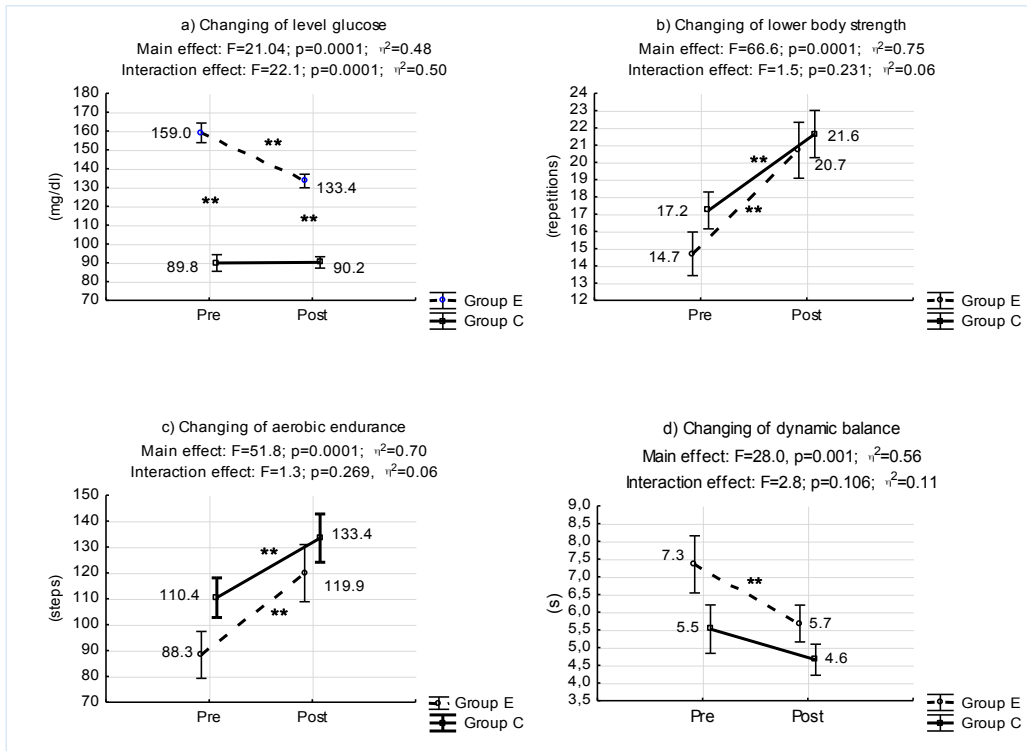 a) Changing of level glucose
Main effect: F=21.04; p=0.0001; η²=0.48
Interaction effect: F=22.1; p=0.0001; η²=0.50
(mg/dl)
180
170
160
150
140
130
120
110
100
90
80
70
159.0
**
133.4
**
**
89.8
90.2
Pre
Post
Group E
Group C
b) Changing of lower body strength
Main effect: F=66.6; p=0.0001; η²=0.75
Interaction effect: F=1.5; p=0.231; η²=0.06
(repetitions)
24
23
22
21
20
19
18
17
16
15
14
13
12
21.6
20.7
**
17.2
**
14.7
Pre
Post
Group E
Group C
c) Changing of aerobic endurance
Main effect: F=51.8; p=0.0001; η²=0.70
Interaction effect: F=1.3; p=0.269, η²=0.06
(steps)
150
140
130
120
110
100
90
80
70
133.4
**
110.4
119.9
**
88.3
Pre
Post
Group E
Group C
d) Changing of dynamic balance
Main effect: F=28.0, p=0.001; η²=0.56
Interaction effect: F=2.8; p=0.106; η²=0.11
(s)
9,0
8,5
8,0
7,5
7,0
6,5
6,0
5,5
5,0
4,5
4,0
3,5
7.3
**
5.7
5.5
4.6
Pre
Post
Group E
Group C